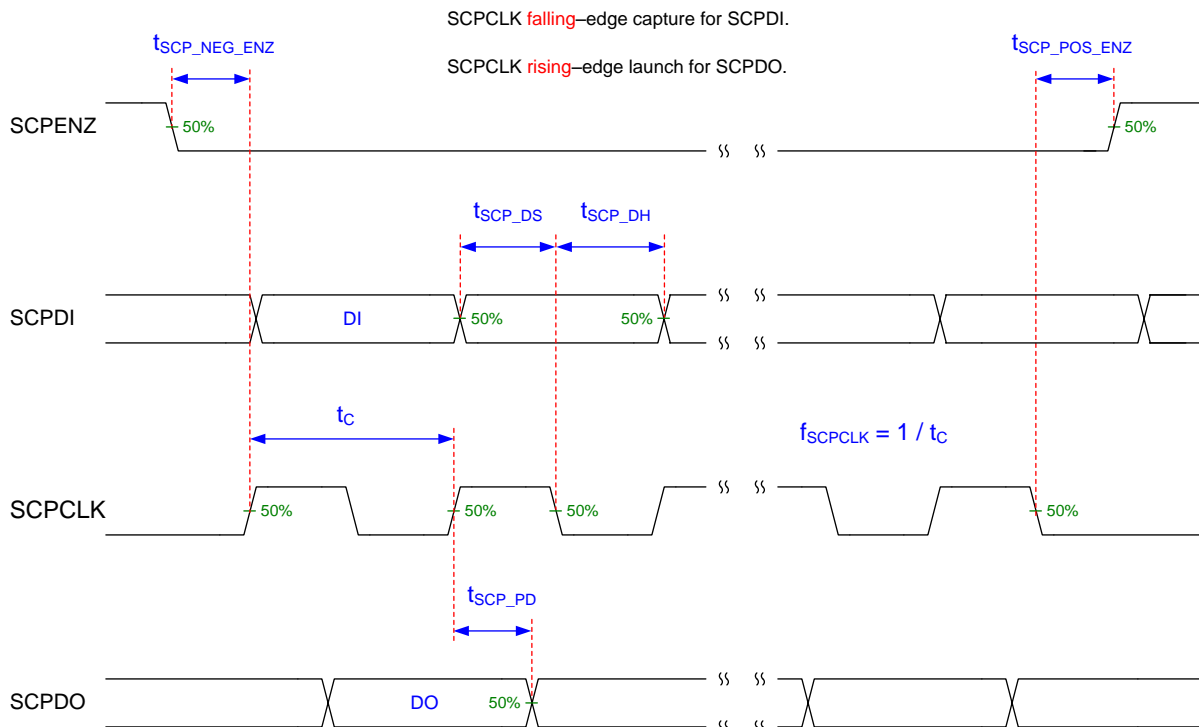 SCPCLK falling–edge capture for SCPDI.
SCPCLK rising–edge launch for SCPDO.
tSCP_NEG_ENZ
tSCP_POS_ENZ
SCPENZ
50%
50%
tSCP_DS
tSCP_DH
SCPDI
DI
50%
50%
tC
fSCPCLK = 1 / tC
SCPCLK
50%
50%
50%
50%
tSCP_PD
SCPDO
DO
50%